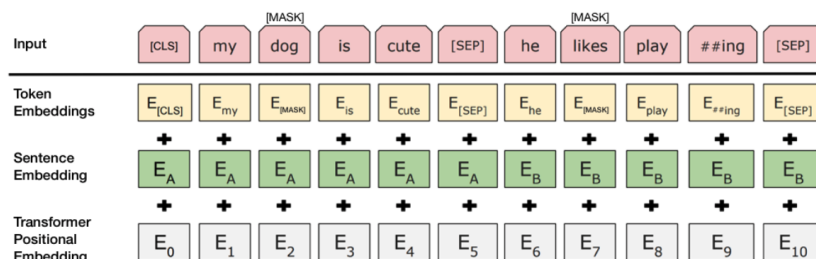 [MASK] [MASK]
Input [CLS] my dog is cute [SEP] he likes play ##ing [SEP]
Token
Embeddings
E[CLS] Emy E[MASK] Eis Ecute E[SEP] Ehe E[MASK] Eplay E##ing E[SEP]
Sentence
Embedding
EA EA EA EA EA EA EB EB EB EB EB
Transformer
Positional
Embedding
E0 E1 E2 E3 E4 E5 E6 E7 E8 E9 E10